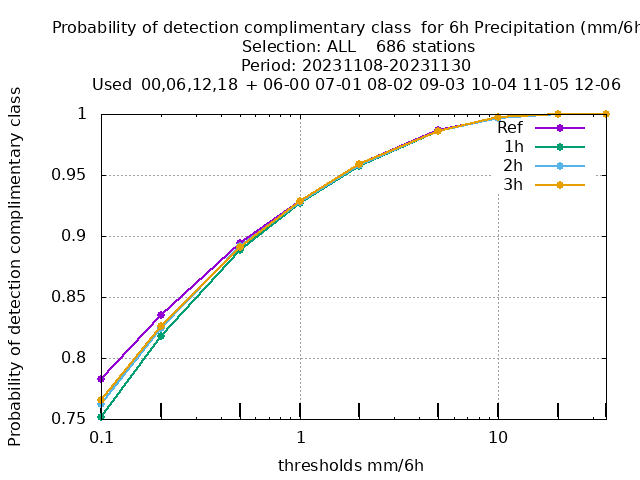 Probability of detection complimentary class  for 6h Precipitation (mm/6h
Selection: ALL    686 stations
Period: 20231108-20231130
Used  00,06,12,18  + 06-00 07-01 08-02 09-03 10-04 11-05 12-06
Probability of detection complimentary class
1
0.95
0.9
0.85
0.8
0.75
Ref
1h
2h
3h
0.1
1
10
thresholds mm/6h